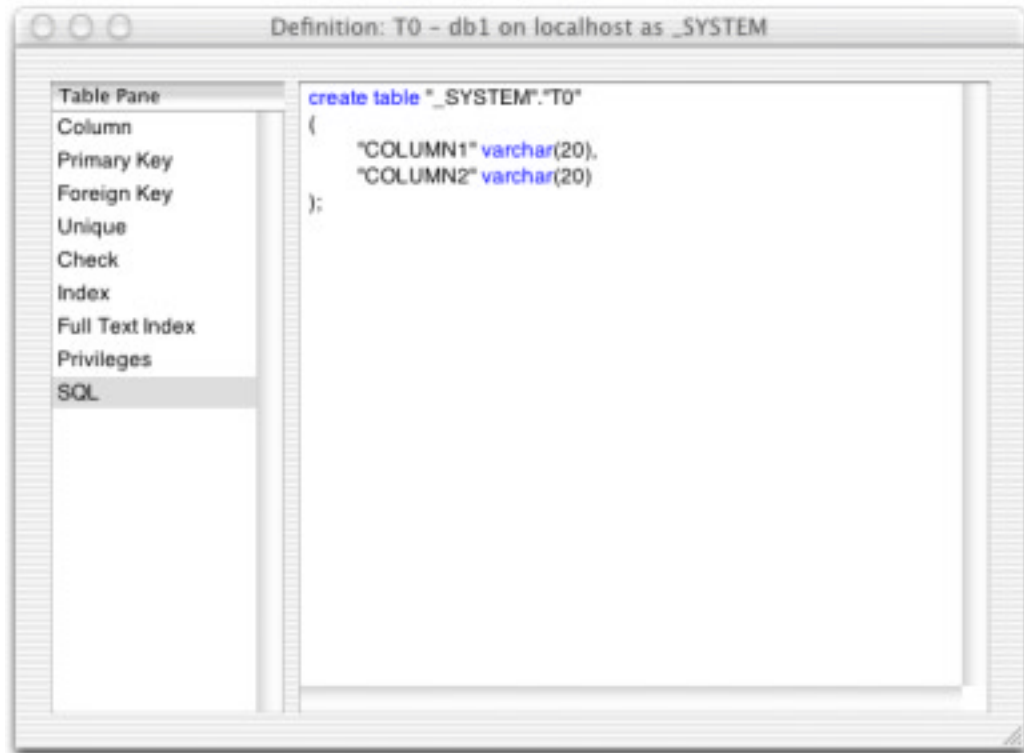 Definition: T0 – db1 on localhost as _SYSTEM
Table Pane
Column
Primary Key
Foreign Key
Unique
Check
Index
Full Text Index
Privileges
SQL
create table "_SYSTEM"."T0"
(
"COLUMN1" varchar(20),
"COLUMN2" varchar(20)
);